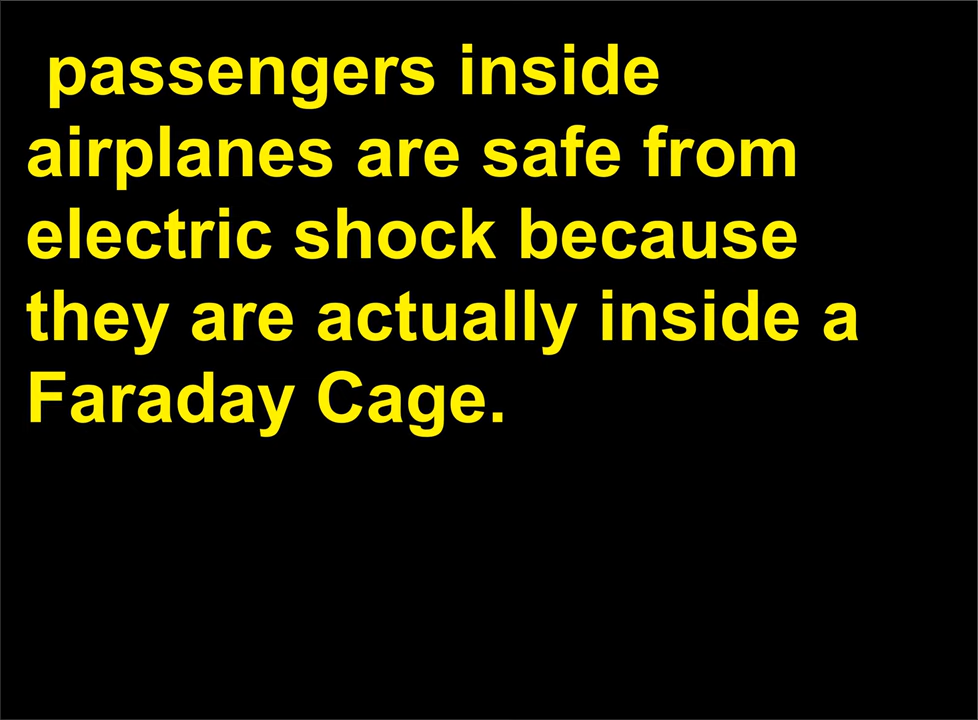 passengers inside
airplanes are safe from
electric shock because
they are actually inside a
Faraday Cage.